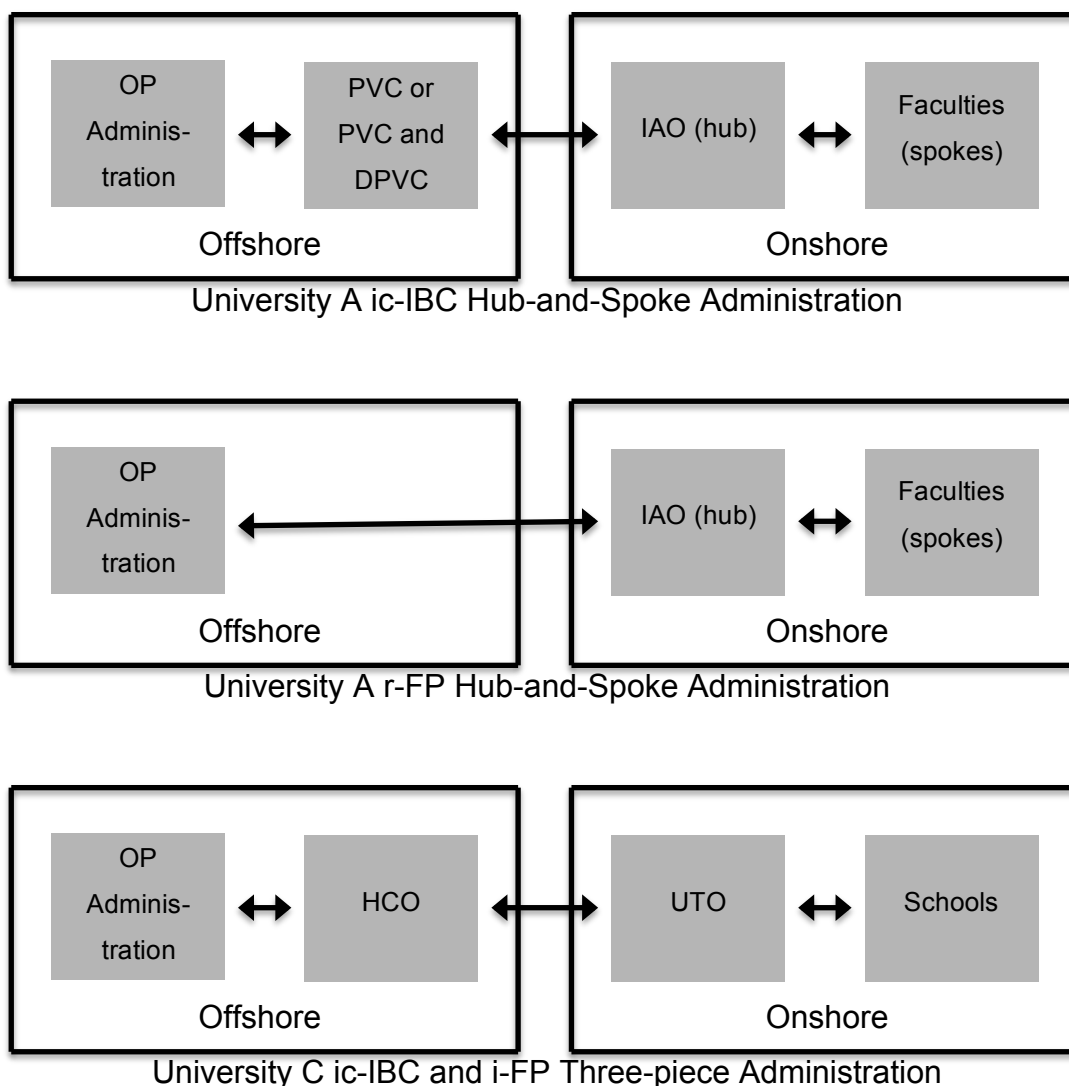 OP
Adminis-
tration
PVC or
PVC and
DPVC
IAO (hub)
Faculties
(spokes)
Offshore
Onshore
University A ic-IBC Hub-and-Spoke Administration
OP
Adminis-
tration
IAO (hub)
Faculties
(spokes)
Offshore
Onshore
University A r-FP Hub-and-Spoke Administration
OP
Adminis-
tration
HCO
UTO
Schools
Offshore
Onshore
University C ic-IBC and i-FP Three-piece Administration